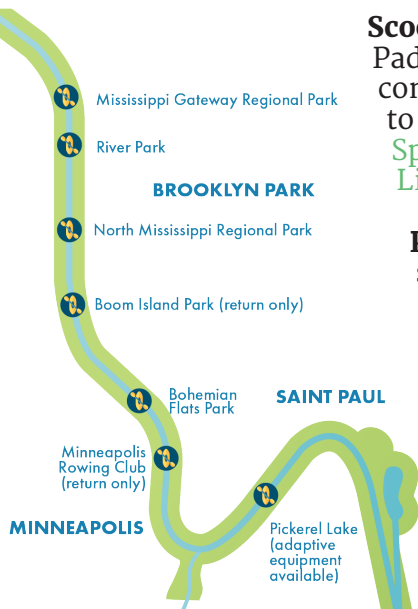 Scoo
Pad
con
to
Sp
Li
Mississippi Gateway Regional Park
River Park
BROOKLYN PARK
North Mississippi Regional Park
Boom Island Park (return only)
Bohemian
Flats Park
SAINT PAUL
Minneapolis
Rowing Club
(return only)
MINNEAPOLIS
Pickerel Lake
(adaptive
equipment
available)